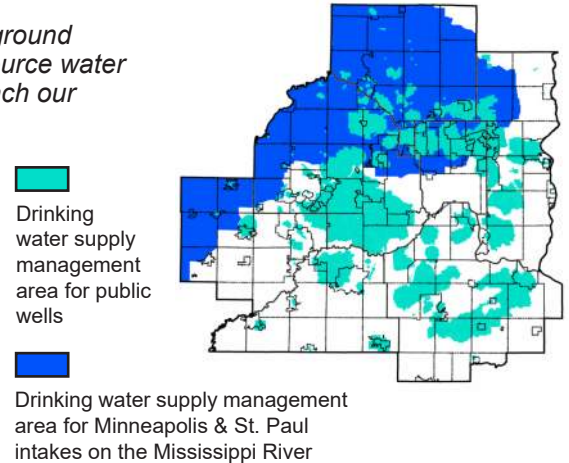 ground
urce water
ch our
Drinking
water supply
management
area for public
wells
Drinking water supply management
area for Minneapolis & St. Paul
intakes on the Mississippi River